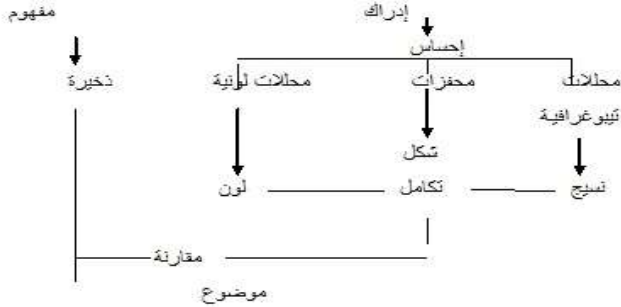 إدراك
مفهوم
إحساس
محللات
محفزات
محللات لونية
ذخيرة
تيبوغرافية
شكل
نسيج
تكامل
لون
مقارنة
موضوع